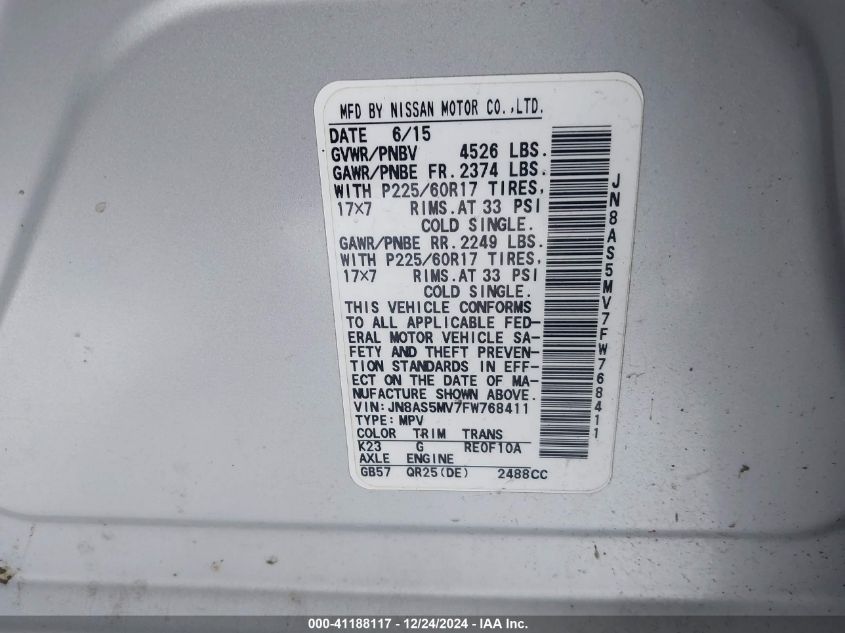 MFD BY NISSAN MOTOR CO.,LTD.
DATE 6/15
GVWR/PNBV 4526 LBS.
GAWR/PNBE FR. 2374 LBS.
WITH P225/60R17 TIRES,
17×7 RIMS.AT 33 PSI
COLD SINGLE.
GAWR/PNBE RR. 2249 LBS.
WITH P225/60R17 TIRES,
17×7 RIMS.AT 33 PSI
COLD SINGLE.
THIS VEHICLE CONFORMS
TO ALL APPLICABLE FED-
ERAL MOTOR VEHICLE SA-
FETY AND THEFT PREVEN-
TION STANDARDS IN EFF-
ECT ON THE DATE OF MA-
NUFACTURE SHOWN ABOVE.
VIN:JN8AS5MV7FW768411
TYPE:MPV
COLOR TRIM TRANS
K23 G RE0F10A
AXLE ENGINE
GB57 QR25(DE) 2488CC
JN8AS5MV7FW768411
000-41188117 • 12/24/2024 • IAA Inc.